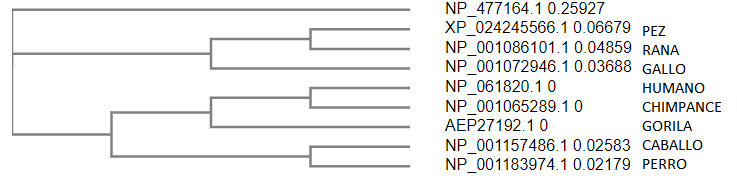 NP_477164.1 0.25927
XP_024245566.1 0.06679 PEZ
NP_001086101.1 0.04859 RANA
NP_001072946.1 0.03688 GALLO
NP_061820.1 0 HUMANO
NP_001065289.1 0 CHIMPANCE
AEP27192.1 0 GORILA
NP_001157486.1 0.02583 CABALLO
NP_001183974.1 0.02179 PERRO